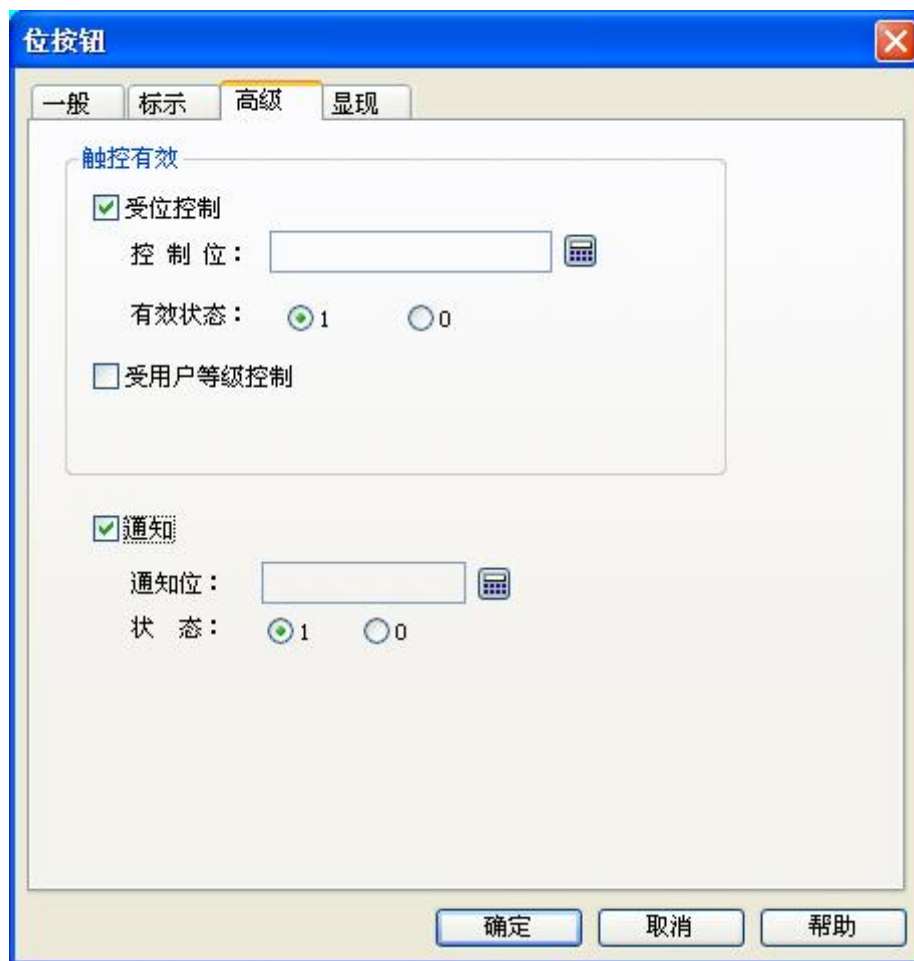 位按钮
一般 标示 高级 显现
触控有效
受位控制
控 制 位：
有效状态： 1 0
受用户等级控制
通知
通知位：
状 态： 1 0
确定 取消 帮助